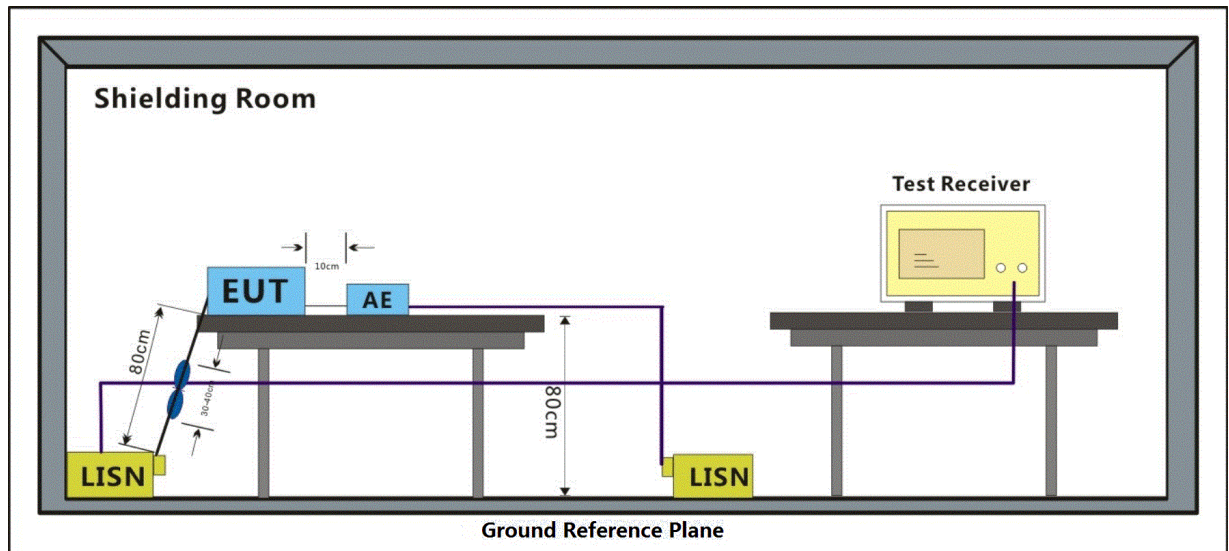 Shielding Room
Test Receiver
10cm
EUT
AE
80cm
30-40cm
80cm
LISN
LISN
Ground Reference Plane